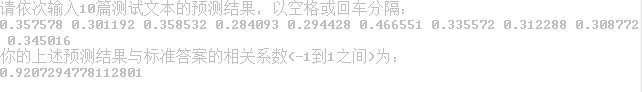 请依次输入10篇测试文本的预测结果，以空格或回车分隔：
0.357578 0.301192 0.358532 0.284093 0.294428 0.466551 0.335572 0.312288 0.308772
0.345016
你的上述预测结果与标准答案的相关系数(-1到1之间)为：
0.9207294778112801